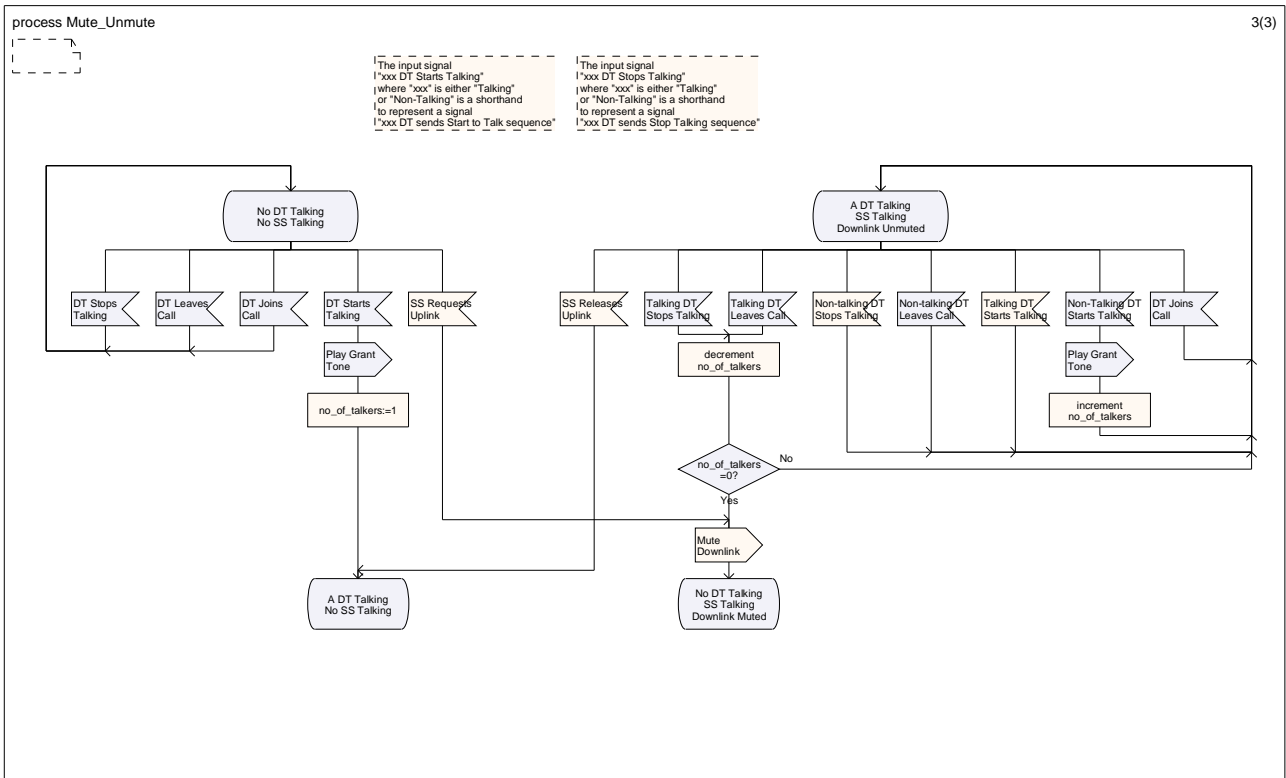 process Mute_Unmute
3(3)
The input signal
"xxx DT Starts Talking"
where "xxx" is either "Talking"
or "Non-Talking" is a shorthand
to represent a signal
"xxx DT sends Start to Talk sequence"
The input signal
"xxx DT Stops Talking"
where "xxx" is either "Talking"
or "Non-Talking" is a shorthand
to represent a signal
"xxx DT sends Stop Talking sequence"
No DT Talking
No SS Talking
A DT Talking
SS Talking
Downlink Unmuted
DT Stops
Talking
DT Leaves
Call
DT Joins
Call
DT Starts
Talking
SS Requests
Uplink
SS Releases
Uplink
Talking DT
Stops Talking
Talking DT
Leaves Call
Non-talking DT
Stops Talking
Non-talking DT
Leaves Call
Talking DT
Starts Talking
Non-Talking DT
Starts Talking
DT Joins
Call
Play Grant
Tone
decrement
no_of_talkers
Play Grant
Tone
no_of_talkers:=1
increment
no_of_talkers
no_of_talkers
=0?
No
Yes
Mute
Downlink
A DT Talking
No SS Talking
No DT Talking
SS Talking
Downlink Muted